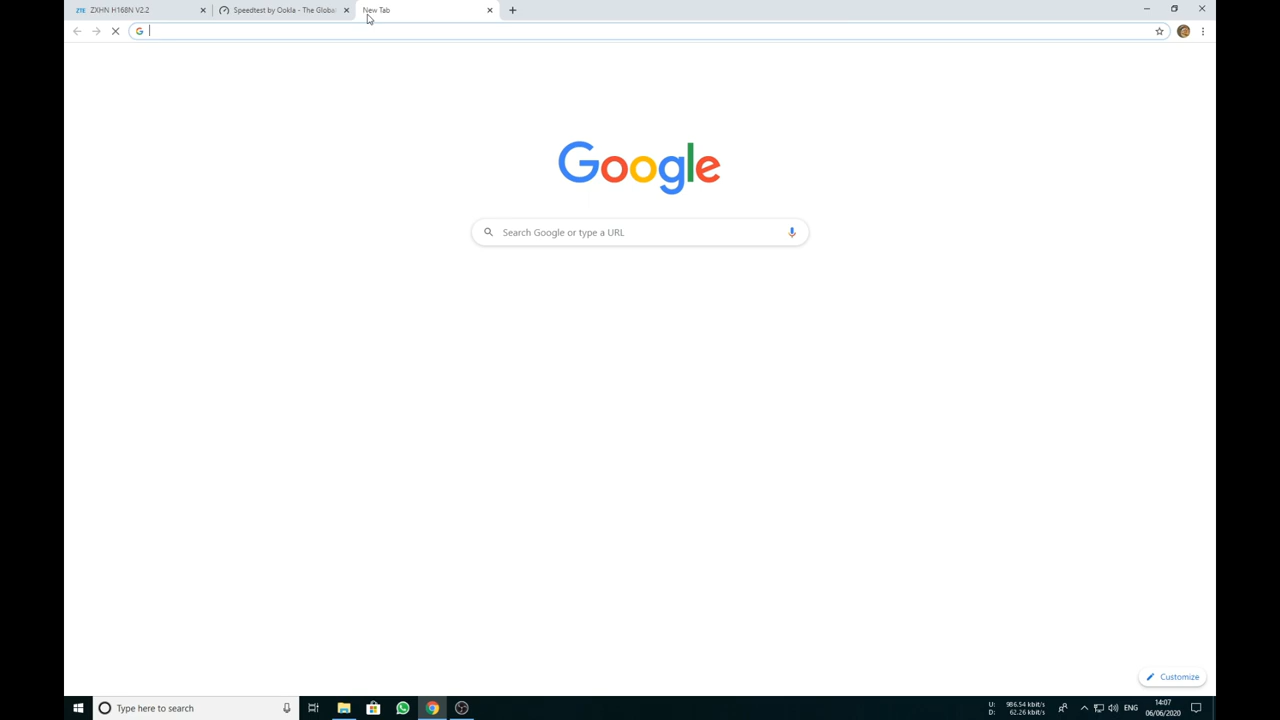 ZTE ZXHN H168N V2.2
Speedtest by Ookla - The Global
New Tab
Google
Search Google or type a URL
Customize
Type here to search
U: 986.54 kbit/s
D: 62.26 kbit/s
ENG
14:07
06/06/2020